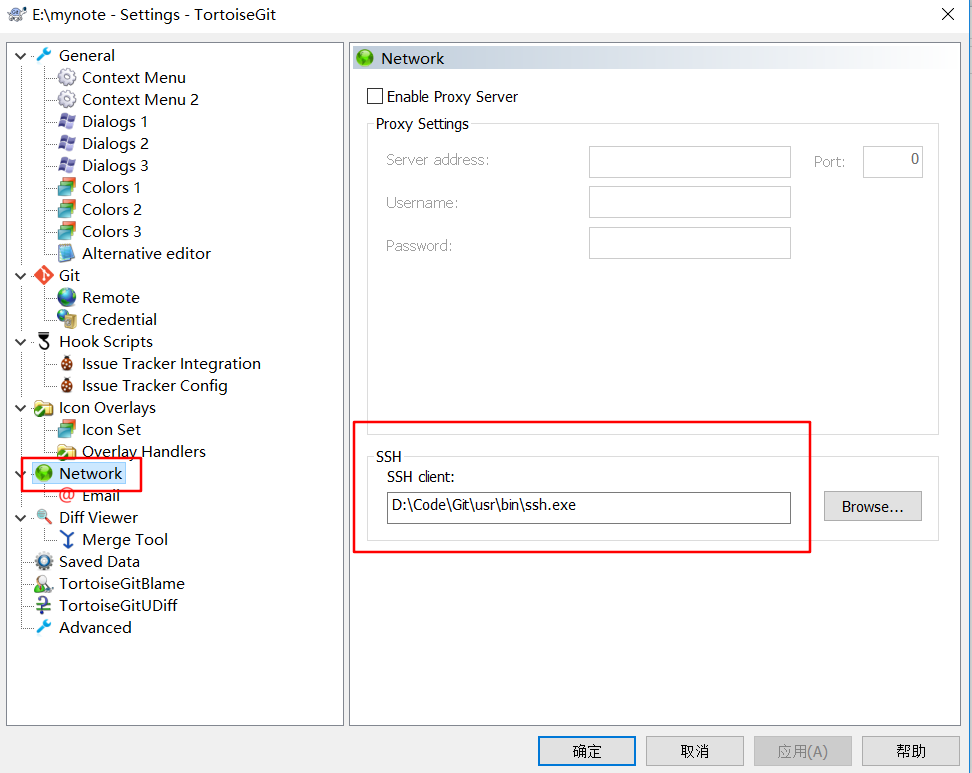 E:\mynote - Settings - TortoiseGit
General
Context Menu
Context Menu 2
Dialogs 1
Dialogs 2
Dialogs 3
Colors 1
Colors 2
Colors 3
Alternative editor
Git
Remote
Credential
Hook Scripts
Issue Tracker Integration
Issue Tracker Config
Icon Overlays
Icon Set
Overlay Handlers
Network
Email
Diff Viewer
Merge Tool
Saved Data
TortoiseGitBlame
TortoiseGitUDiff
Advanced
Network
Enable Proxy Server
Proxy Settings
Server address:
Port: 0
Username:
Password:
SSH
SSH client:
D:\Code\Git\usr\bin\ssh.exe
Browse...
确定 取消 应用(A) 帮助